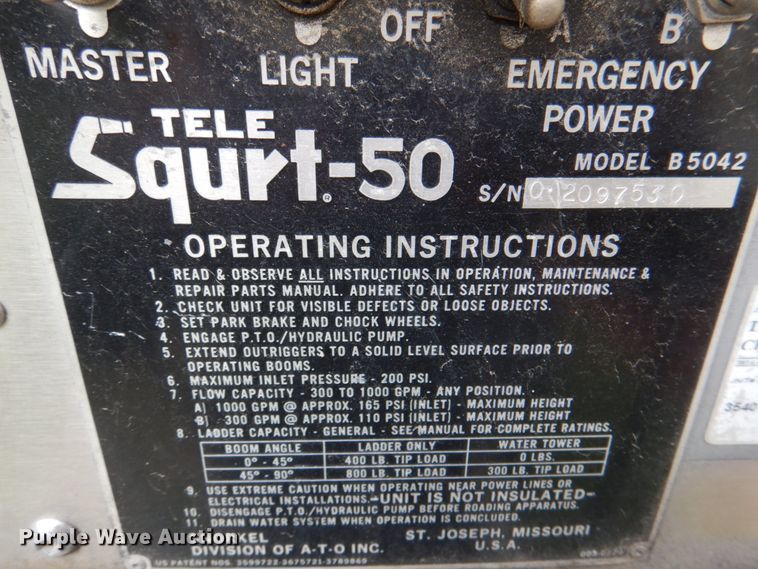 OFF A B
MASTER LIGHT EMERGENCY
POWER
TELE
Squrt-50
®
MODEL B5042
S/N 0-2097530
OPERATING INSTRUCTIONS
1. READ & OBSERVE ALL INSTRUCTIONS IN OPERATION, MAINTENANCE &
REPAIR PARTS MANUAL. ADHERE TO ALL SAFETY INSTRUCTIONS.
2. CHECK UNIT FOR VISIBLE DEFECTS OR LOOSE OBJECTS.
3. SET PARK BRAKE AND CHOCK WHEELS.
4. ENGAGE P.T.O./HYDRAULIC PUMP.
5. EXTEND OUTRIGGERS TO A SOLID LEVEL SURFACE PRIOR TO
OPERATING BOOMS.
6. MAXIMUM INLET PRESSURE - 200 PSI.
7. FLOW CAPACITY - 300 TO 1000 GPM - ANY POSITION.
A) 1000 GPM @ APPROX. 165 PSI (INLET) - MAXIMUM HEIGHT
B) 300 GPM @ APPROX. 110 PSI (INLET) - MAXIMUM HEIGHT
8. LADDER CAPACITY - GENERAL - SEE MANUAL FOR COMPLETE RATINGS.
BOOM ANGLE LADDER ONLY WATER TOWER
0° - 45° 400 LB. TIP LOAD 0 LBS.
45° - 90° 800 LB. TIP LOAD 300 LB. TIP LOAD
9. USE EXTREME CAUTION WHEN OPERATING NEAR POWER LINES OR
ELECTRICAL INSTALLATIONS.-UNIT IS NOT INSULATED-
10. DISENGAGE P.T.O./HYDRAULIC PUMP BEFORE ROADING APPARATUS.
11. DRAIN WATER SYSTEM WHEN OPERATION IS CONCLUDED.
ST. JOSEPH, MISSOURI
DIVISION OF A-T-O INC. U.S.A.
US PATENT NOS. 3599722-3675721-3789869
3540
Purple Wave Auction